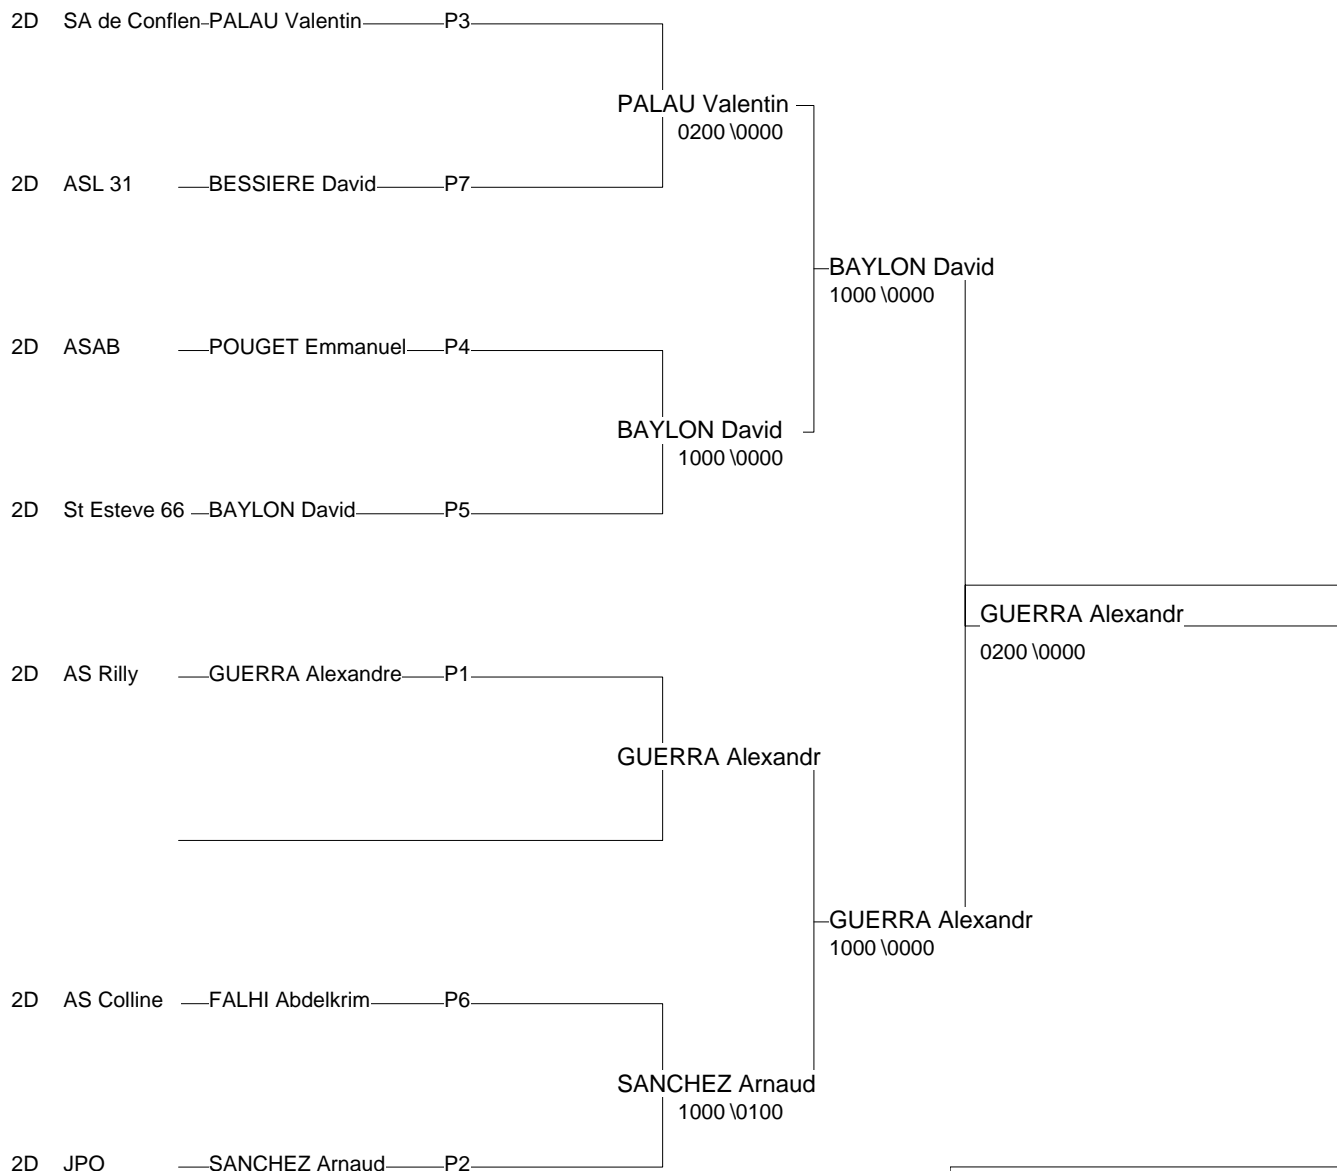 2D SA de Conflen PALAU Valentin P3
PALAU Valentin
0200 \0000
2D ASL 31 BESSIERE David P7
BAYLON David
1000 \0000
2D ASAB POUGET Emmanuel P4
BAYLON David
1000 \0000
2D St Esteve 66 BAYLON David P5
GUERRA Alexandr
0200 \0000
2D AS Rilly GUERRA Alexandre P1
GUERRA Alexandr
GUERRA Alexandr
1000 \0000
2D AS Colline FALHI Abdelkrim P6
SANCHEZ Arnaud
1000 \0100
2D JPO SANCHEZ Arnaud P2